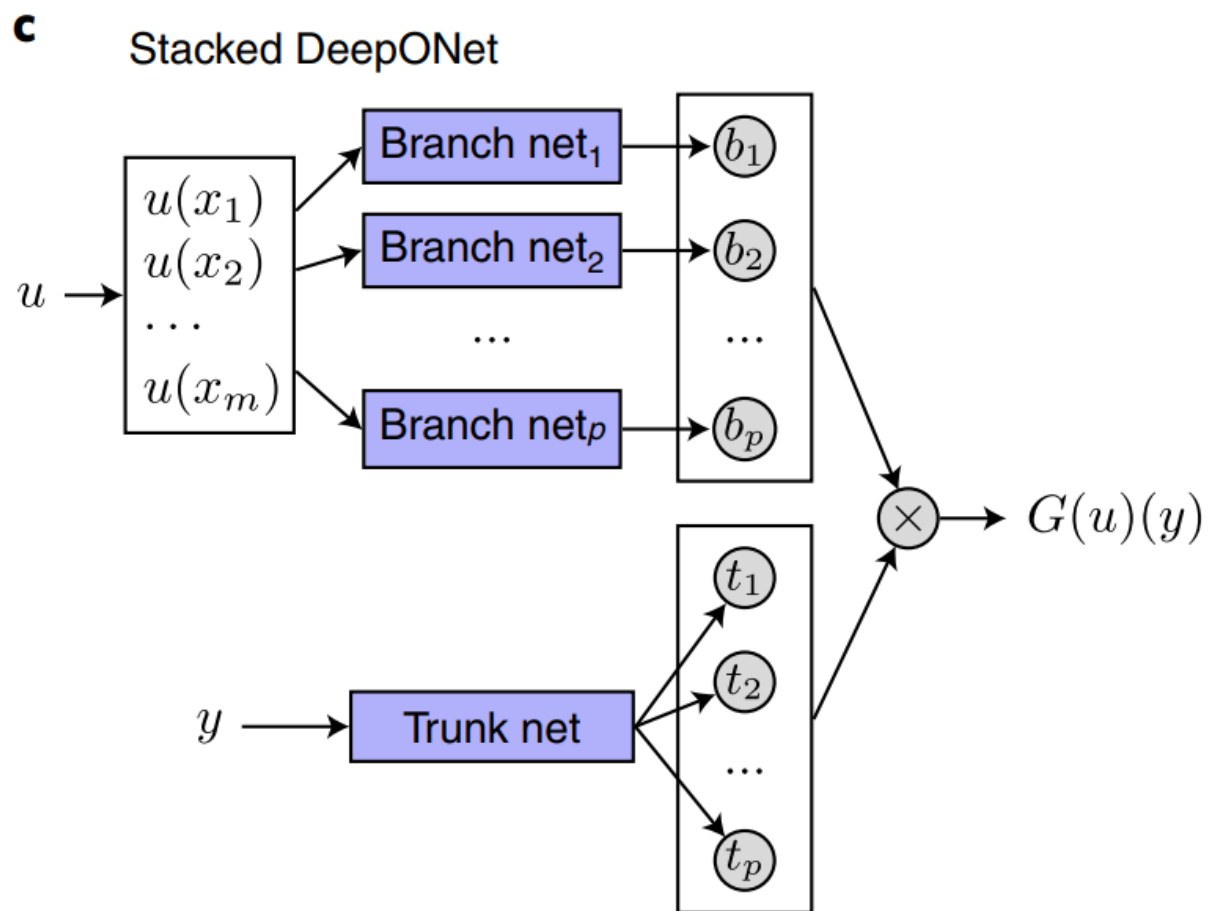 c
Stacked DeepONet
u
u(x₁)
u(x₂)
...
u(xₘ)
Branch net₁
Branch net₂
...
Branch netₚ
b₁
b₂
...
bₚ
y
Trunk net
t₁
t₂
...
tₚ
×
G(u)(y)